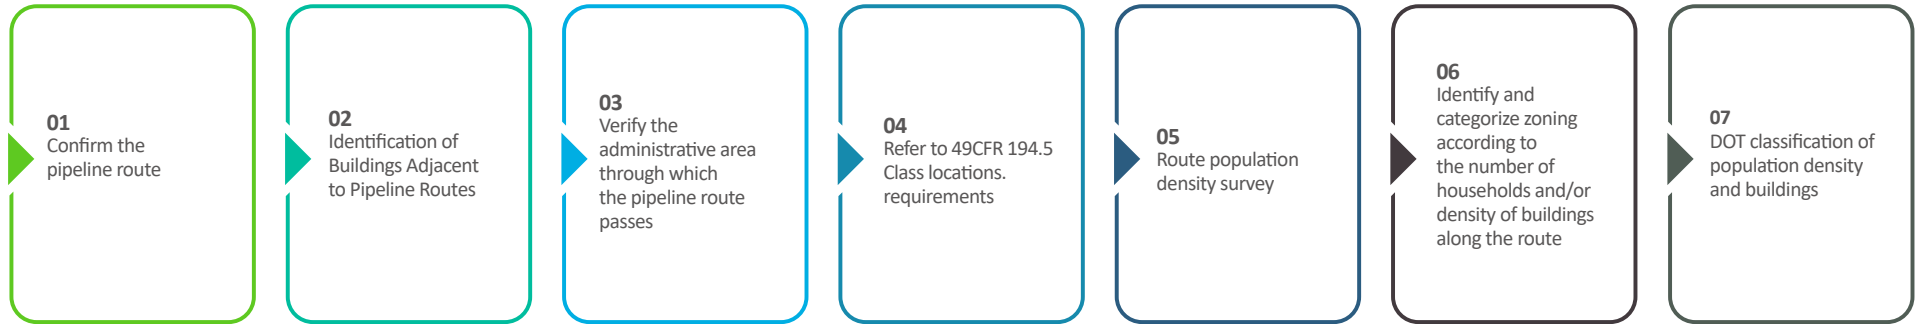 01
Confirm the
pipeline route
02
Identification of
Buildings Adjacent
to Pipeline Routes
03
Verify the
administrative area
through which
the pipeline route
passes
04
Refer to 49CFR 194.5
Class locations.
requirements
05
Route population
density survey
06
Identify and
categorize zoning
according to
the number of
households and/or
density of buildings
along the route
07
DOT classification of
population density
and buildings